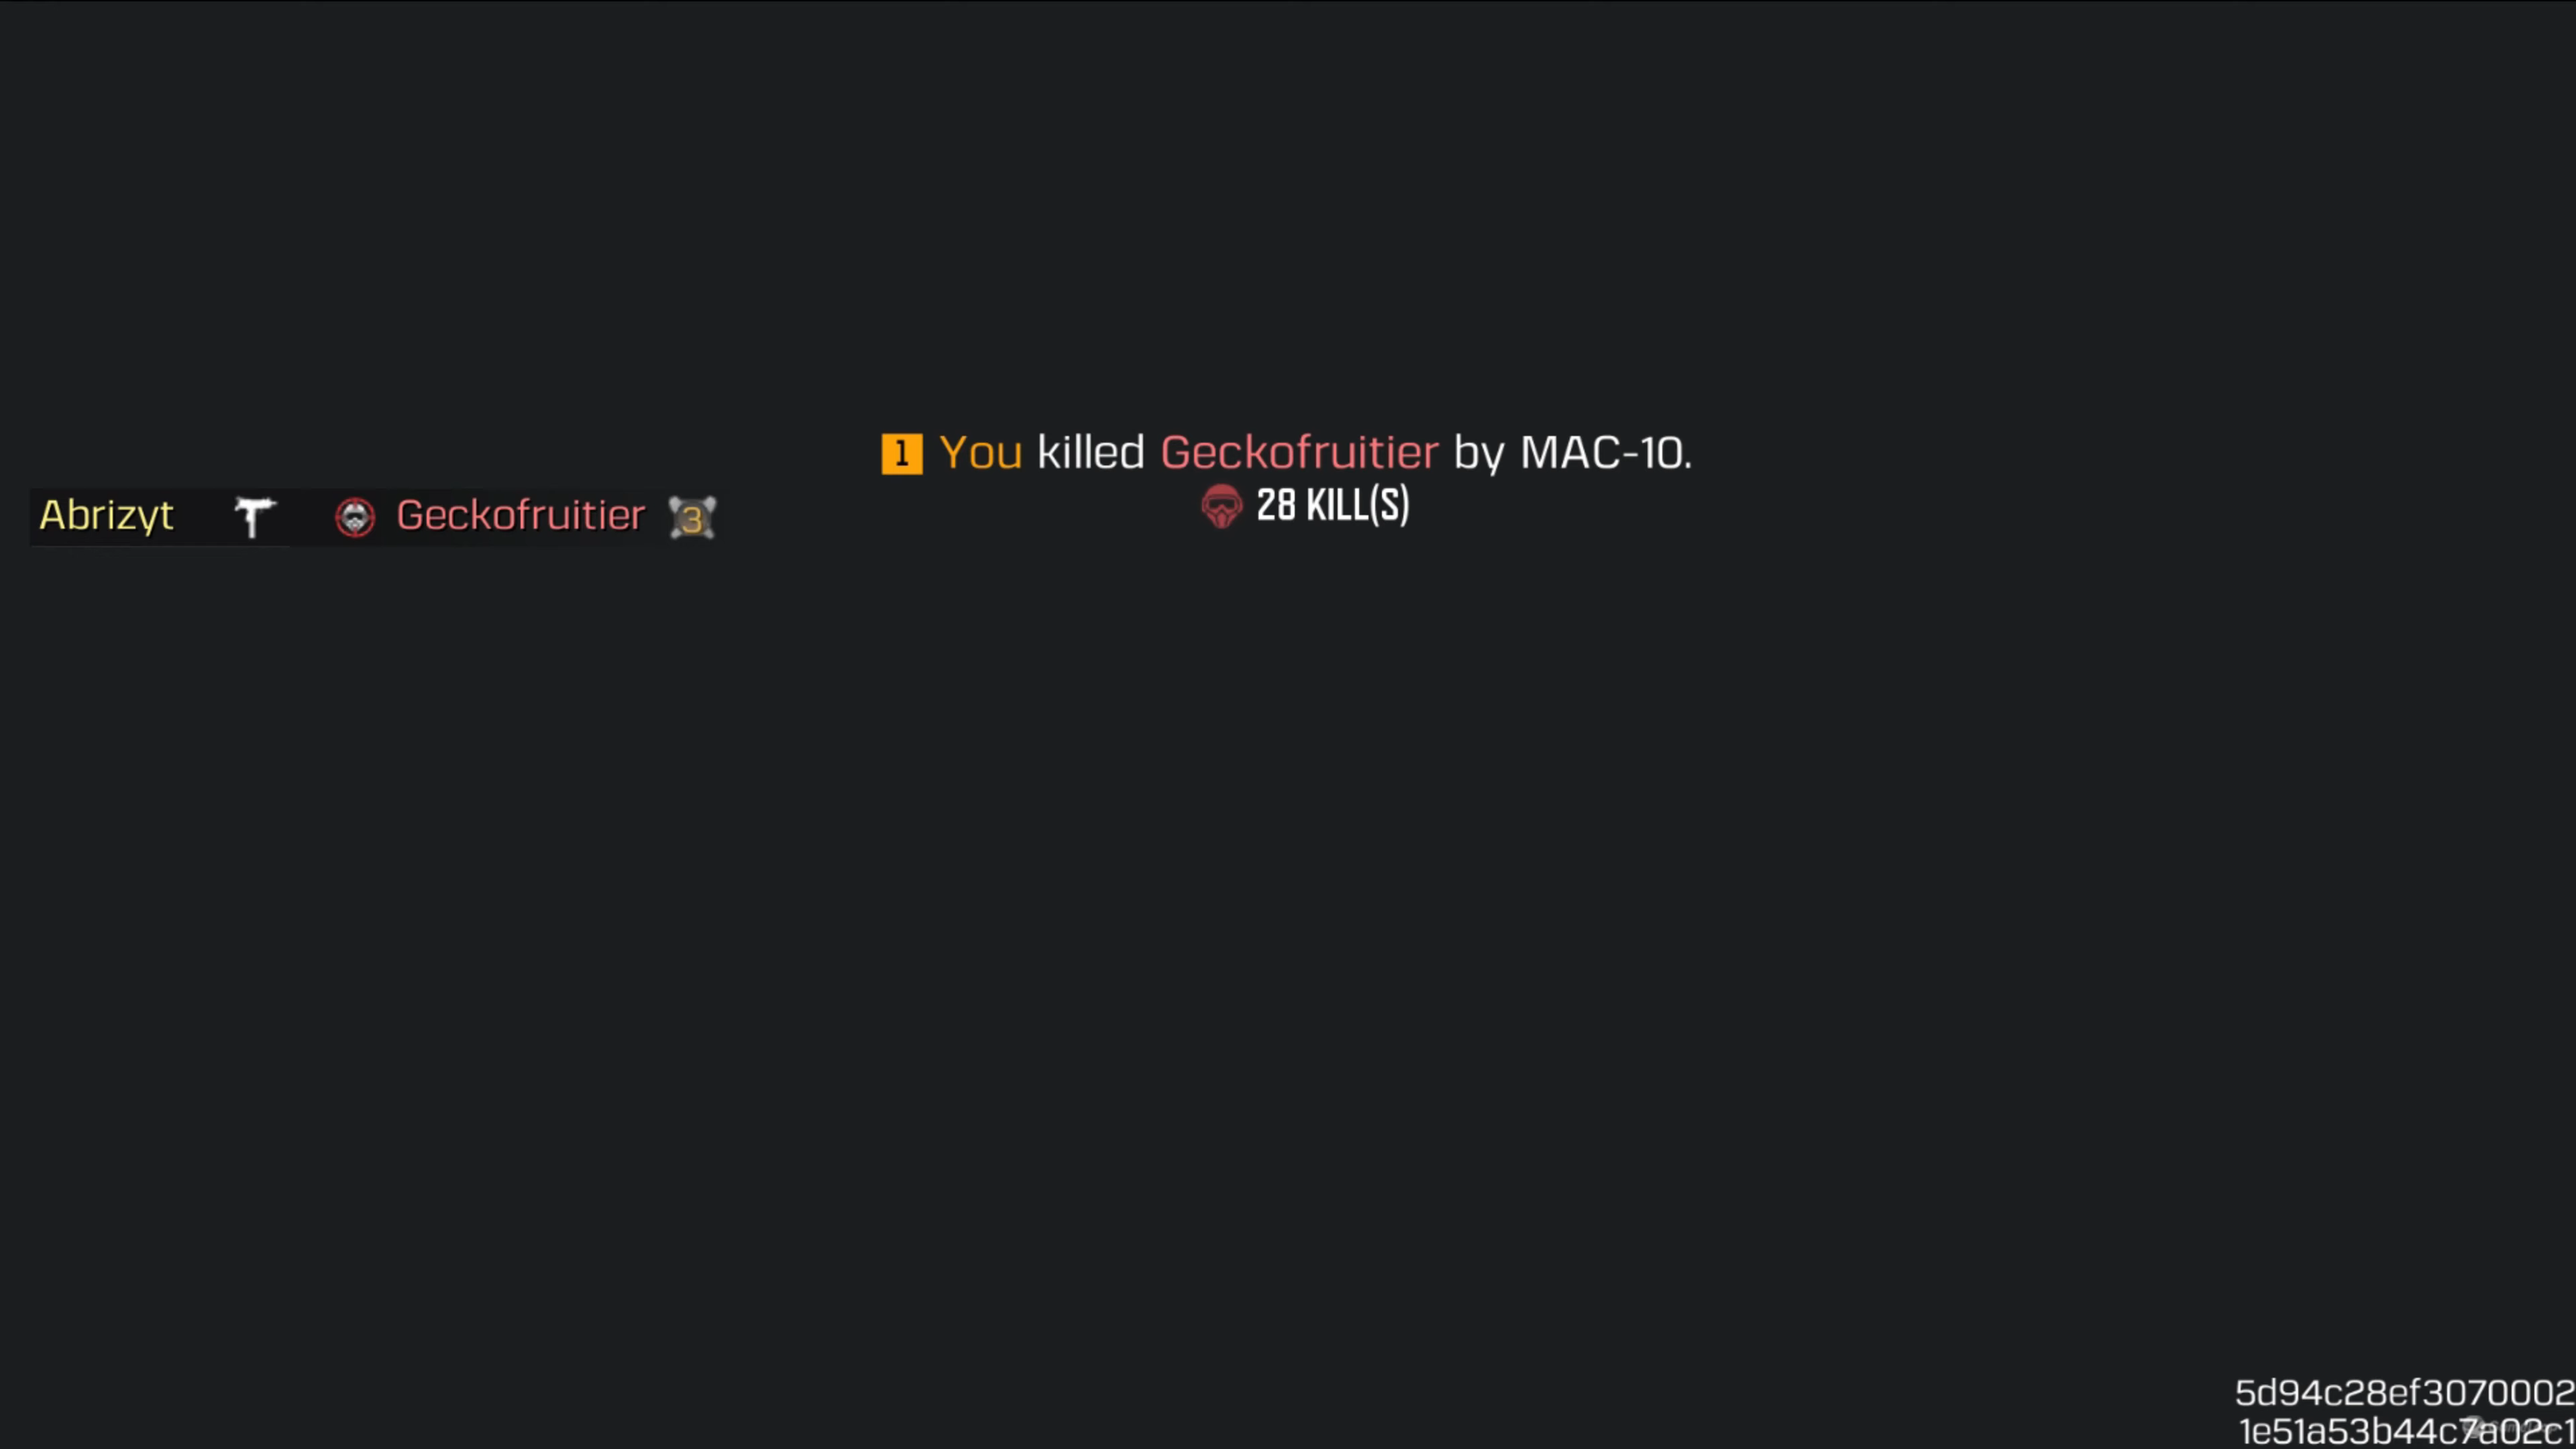 1 You killed Geckofruitier by MAC-10.
28 KILL(S)
Abrizyt Geckofruitier 3
5d94c28ef3070002
1e51a53b44c7a02c1